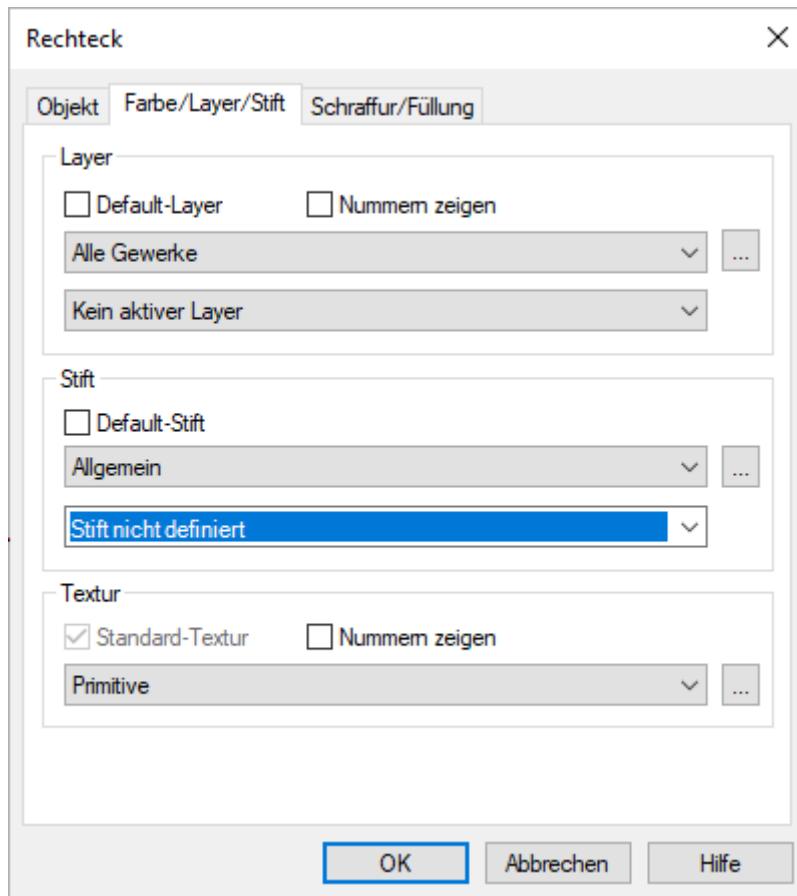 Rechteck
Objekt Farbe/Layer/Stift Schraffur/Füllung
Layer
Default-Layer Nummern zeigen
Alle Gewerke ...
Kein aktiver Layer
Stift
Default-Stift
Allgemein ...
Stift nicht definiert
Textur
Standard-Textur Nummern zeigen
Primitive ...
OK Abbrechen Hilfe